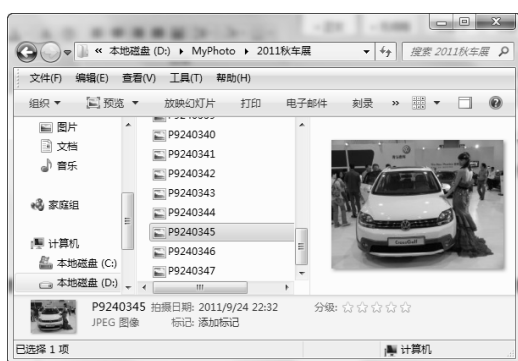 « 本地磁盘 (D:) ▸ MyPhoto ▸ 2011秋车展
搜索 2011秋车展
文件(F) 编辑(E) 查看(V) 工具(T) 帮助(H)
组织 预览 放映幻灯片 打印 电子邮件 刻录 »
图片
文档
音乐
家庭组
计算机
本地磁盘 (C:)
本地磁盘 (D:)
P9240340
P9240341
P9240342
P9240343
P9240344
P9240345
P9240346
P9240347
P9240345 拍摄日期: 2011/9/24 22:32 分级: ☆☆☆☆☆
JPEG 图像 标记: 添加标记
已选择 1 项 计算机